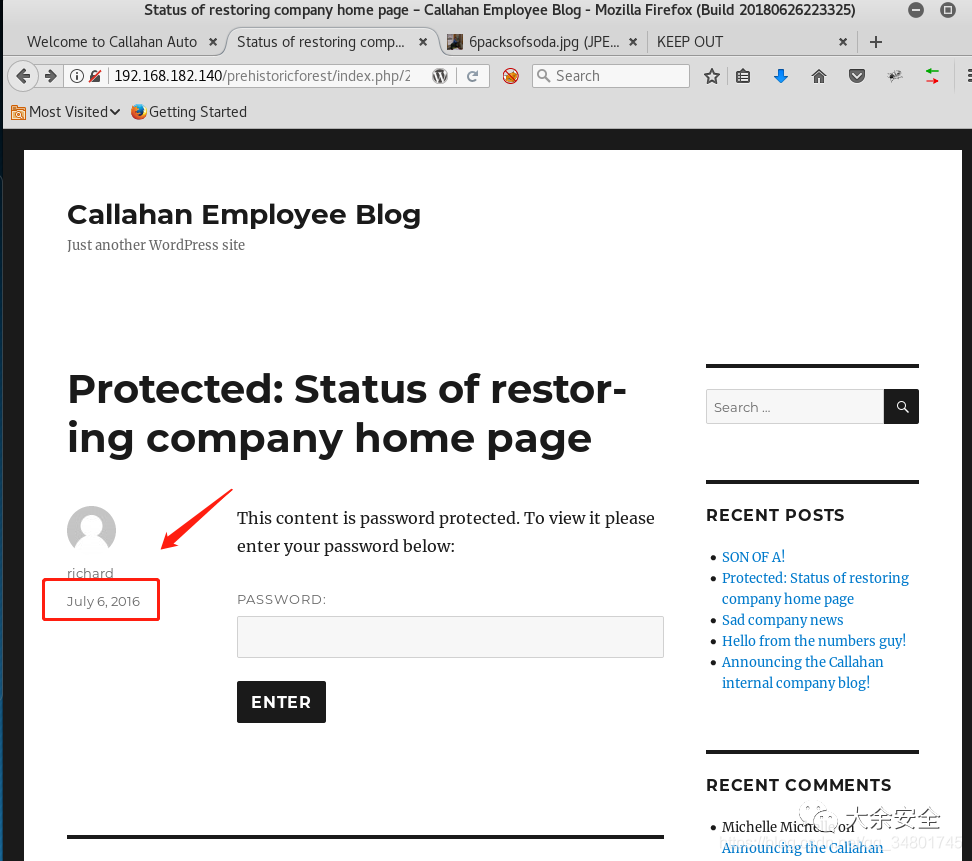 Status of restoring company home page – Callahan Employee Blog - Mozilla Firefox (Build 20180626223325)
Welcome to Callahan Auto
Status of restoring comp...
6packsofsoda.jpg (JPE...
KEEP OUT
192.168.182.140/prehistoricforest/index.php/2
Search
Most Visited
Getting Started
Callahan Employee Blog
Just another WordPress site
Protected: Status of restor-
ing company home page
Search …
richard
July 6, 2016
This content is password protected. To view it please
enter your password below:
PASSWORD:
ENTER
RECENT POSTS
SON OF A!
Protected: Status of restoring
company home page
Sad company news
Hello from the numbers guy!
Announcing the Callahan
internal company blog!
RECENT COMMENTS
Michelle Michelle on
Announcing the Callahan
大余安全